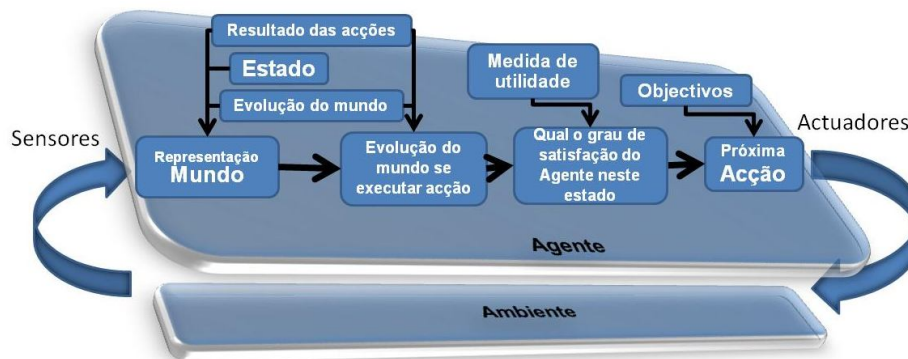 Resultado das acções
Estado
Evolução do mundo
Medida de
utilidade
Objectivos
Sensores
Actuadores
Representação
Mundo
Evolução do
mundo se
executar acção
Qual o grau de
satisfação do
Agente neste
estado
Próxima
Acção
Agente
Ambiente